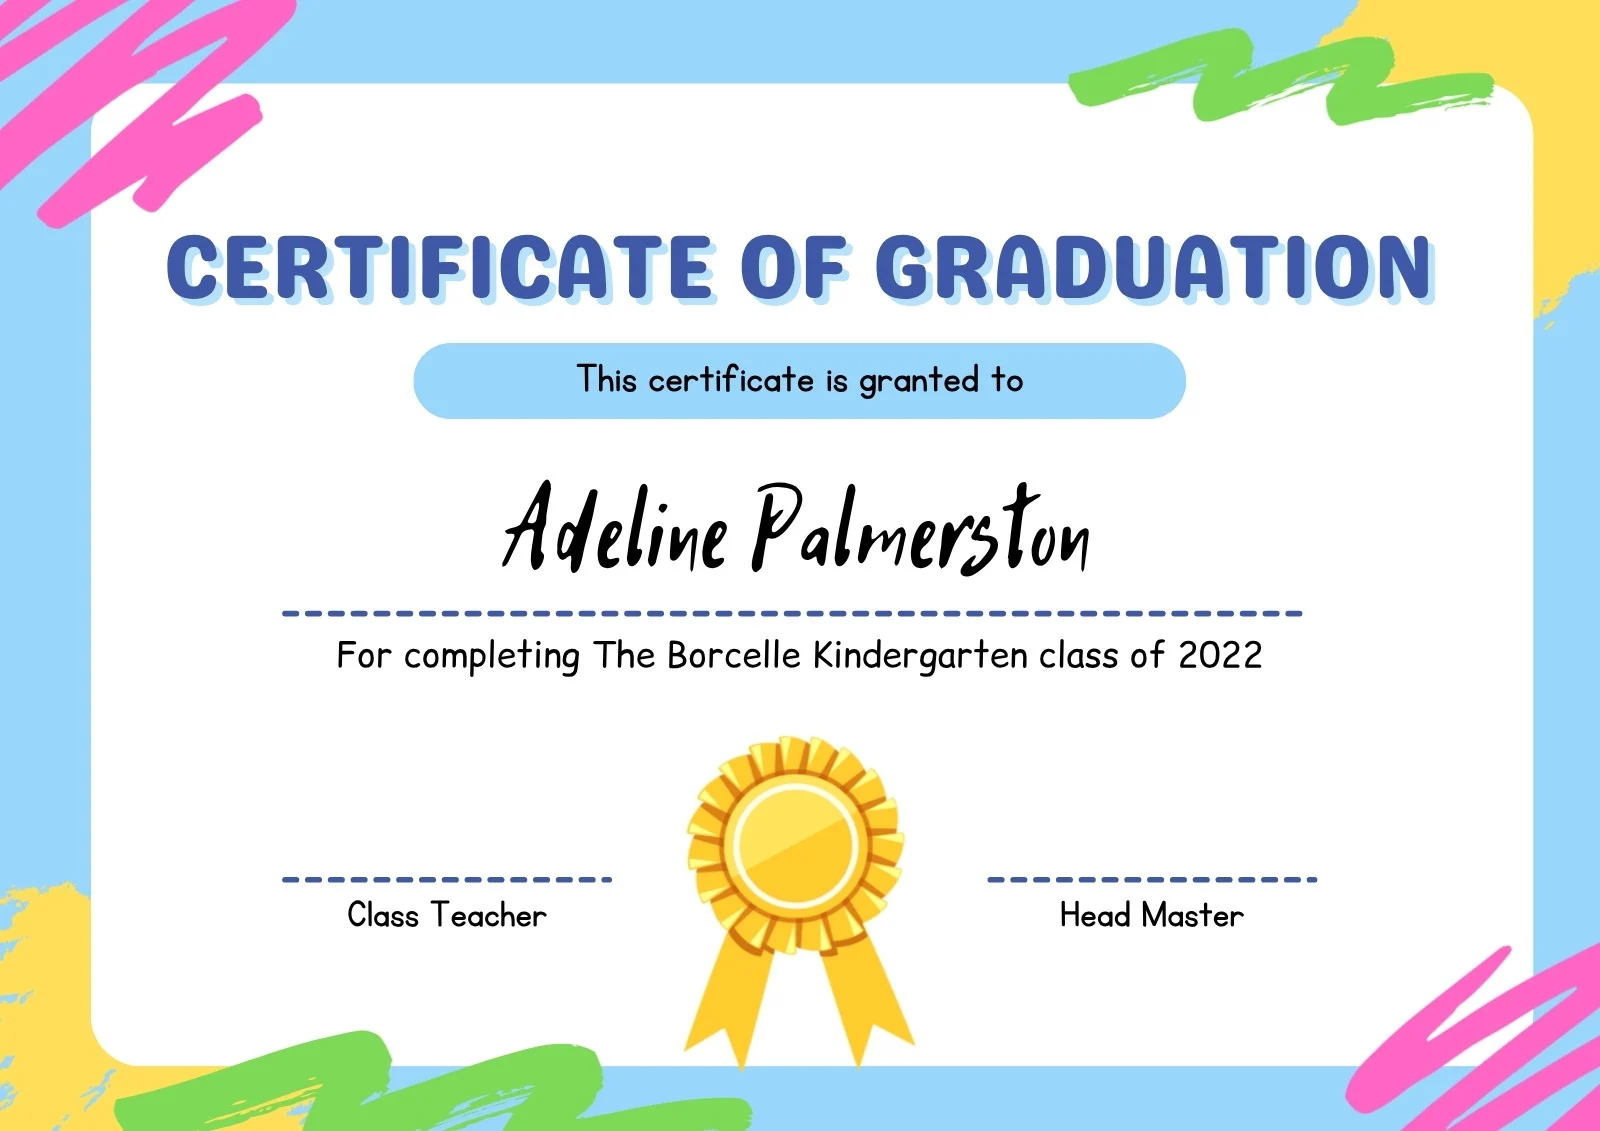 CERTIFICATE OF GRADUATION
This certificate is granted to
Adeline Palmerston
For completing The Borcelle Kindergarten class of 2022
Class Teacher
Head Master